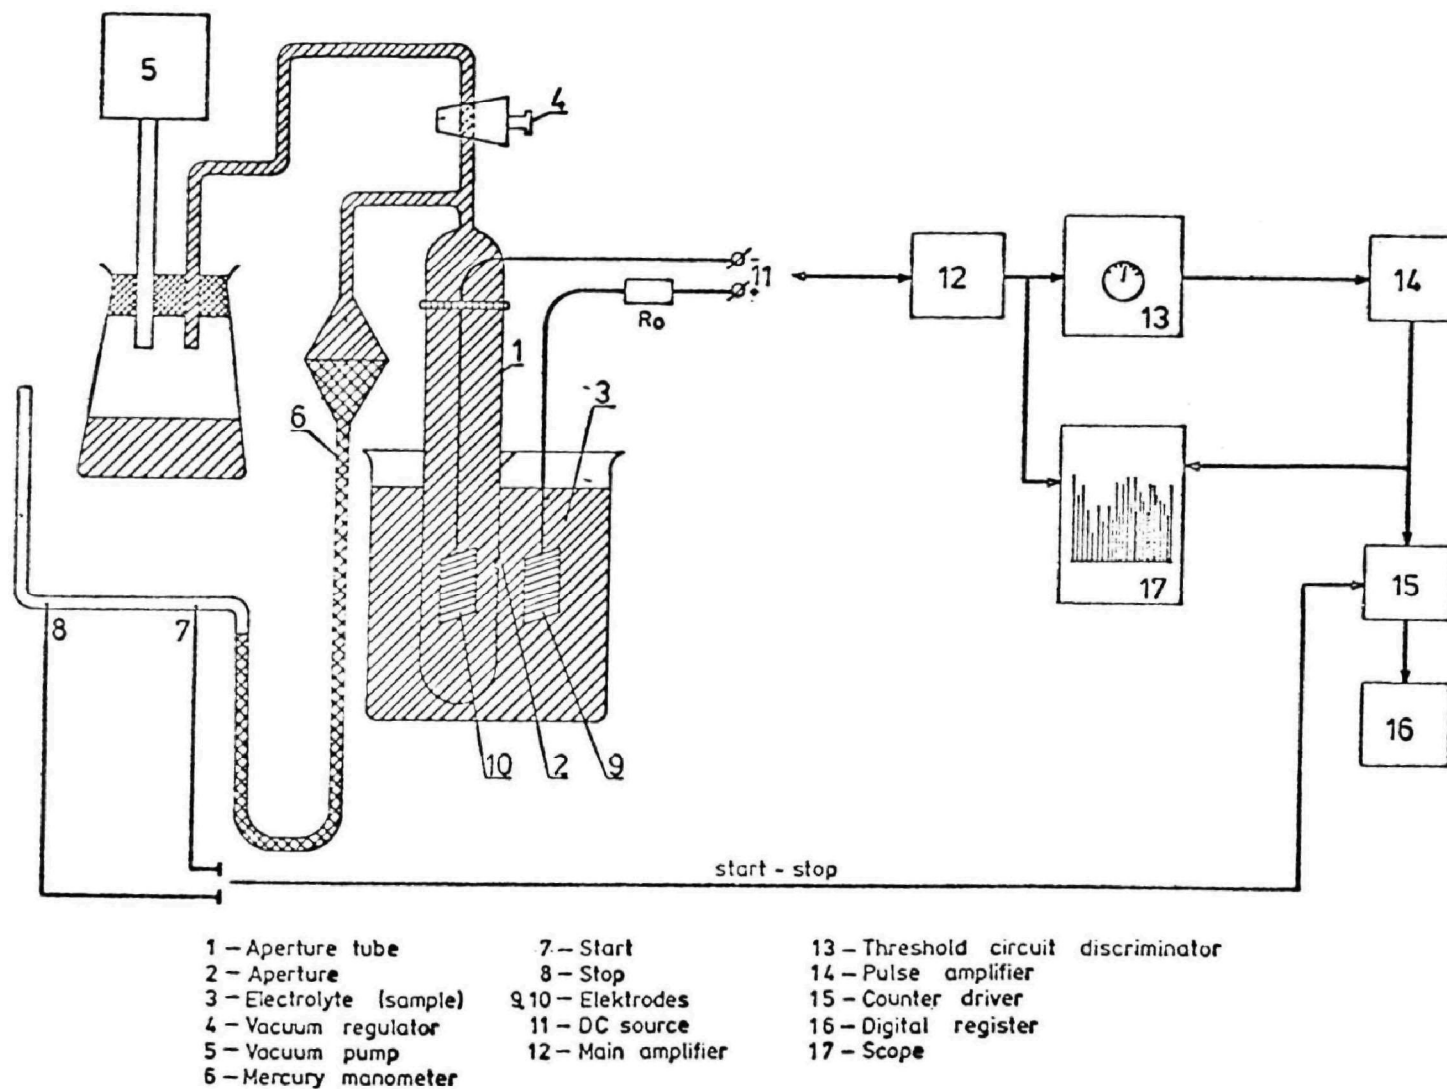 5
4
-
11
+
Ro
12
13
14
1
3
6
17
15
8
7
16
10
2
9
start - stop
1 – Aperture tube
2 – Aperture
3 – Electrolyte (sample)
4 – Vacuum regulator
5 – Vacuum pump
6 – Mercury manometer
7 – Start
8 – Stop
9,10 – Elektrodes
11 – DC source
12 – Main amplifier
13 – Threshold circuit discriminator
14 – Pulse amplifier
15 – Counter driver
16 – Digital register
17 – Scope